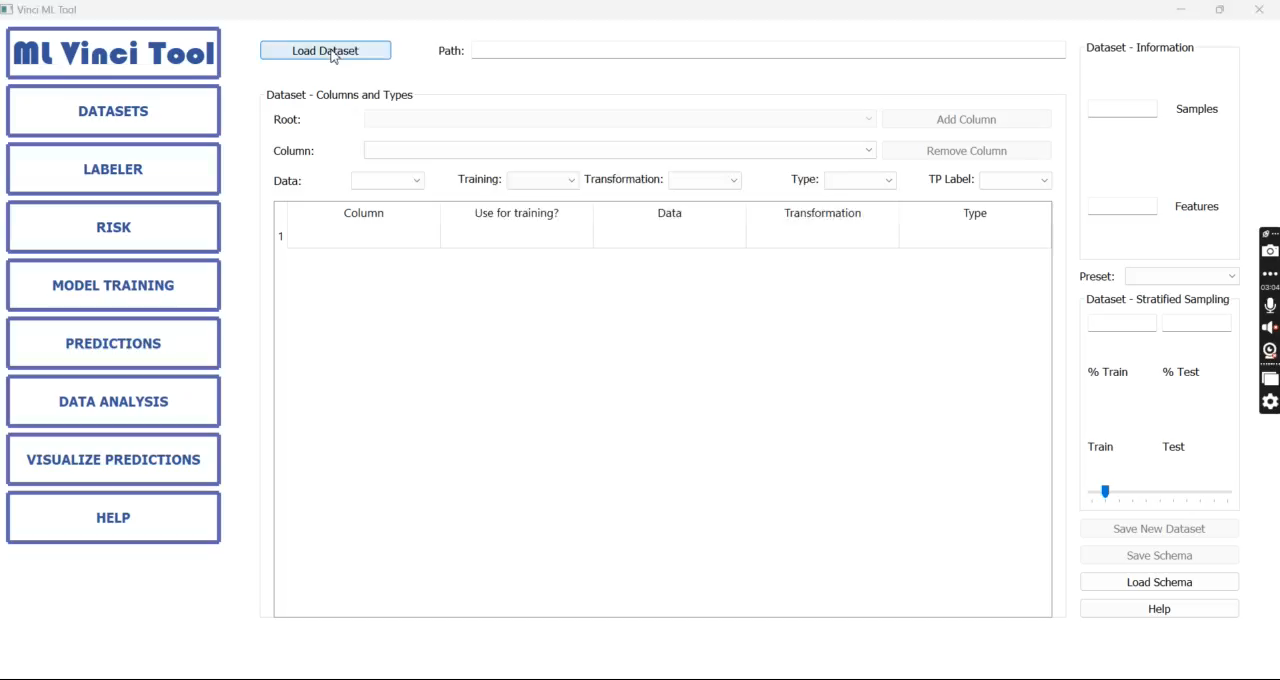 Vinci ML Tool
ML Vinci Tool
DATASETS
LABELER
RISK
MODEL TRAINING
PREDICTIONS
DATA ANALYSIS
VISUALIZE PREDICTIONS
HELP
Load Dataset
Path:
Dataset - Columns and Types
Root:
Add Column
Column:
Remove Column
Data:
Training:
Transformation:
Type:
TP Label:
Column
Use for training?
Data
Transformation
Type
1
Dataset - Information
Samples
Features
Preset:
Dataset - Stratified Sampling
% Train
% Test
Train
Test
Save New Dataset
Save Schema
Load Schema
Help
03:04